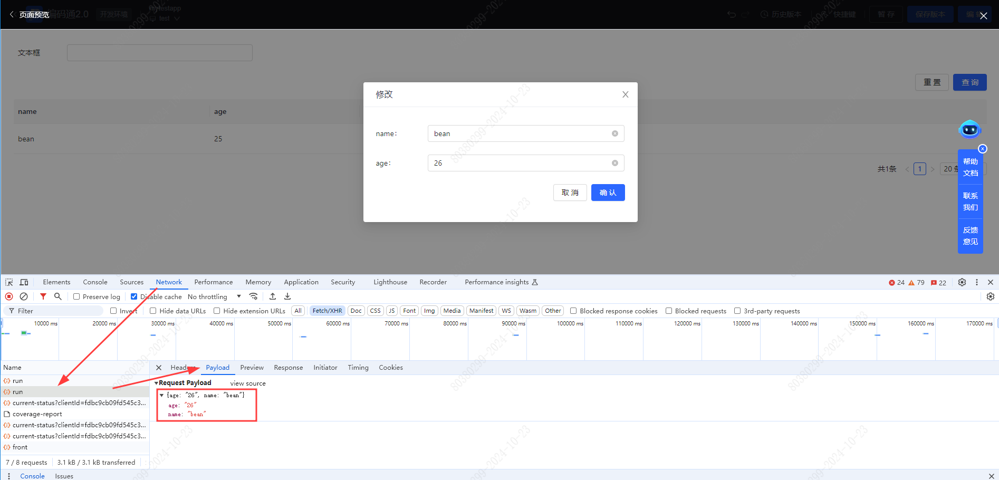 页面预览
编码通2.0
开发环境
mytestapp
test
历史版本
快捷键
暂 存
保存版本
编
文本框
重 置
查 询
name
age
bean
25
共1条
1
20 条
修改
name:
bean
age:
26
取 消
确 认
帮助
文档
联系
我们
反馈
意见
Elements Console Sources Network Performance Memory Application Security Lighthouse Recorder Performance insights 24 79 22
Preserve log Disable cache No throttling
Filter Invert Hide data URLs Hide extension URLs All Fetch/XHR Doc CSS JS Font Img Media Manifest WS Wasm Other Blocked response cookies Blocked requests 3rd-party requests
10000 ms 20000 ms 30000 ms 40000 ms 50000 ms 60000 ms 70000 ms 80000 ms 90000 ms 100000 ms 110000 ms 120000 ms 130000 ms 140000 ms 150000 ms 160000 ms 170000 ms
Name
run
run
current-status?clientId=fdbc9cb09fd545c3...
coverage-report
current-status?clientId=fdbc9cb09fd545c3...
current-status?clientId=fdbc9cb09fd545c3...
front
7 / 8 requests 3.1 kB / 3.1 kB transferred
Headers Payload Preview Response Initiator Timing Cookies
Request Payload view source
{age: "26", name: "bean"}
age: "26"
name: "bean"
Console Issues
80380299-2024-10-23